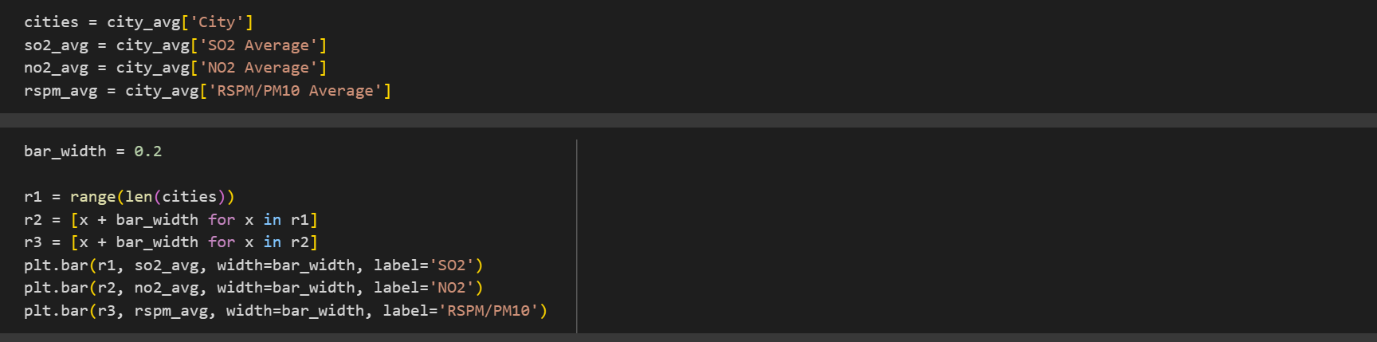 cities = city_avg['City']
so2_avg = city_avg['SO2 Average']
no2_avg = city_avg['NO2 Average']
rspm_avg = city_avg['RSPM/PM10 Average']
bar_width = 0.2
r1 = range(len(cities))
r2 = [x + bar_width for x in r1]
r3 = [x + bar_width for x in r2]
plt.bar(r1, so2_avg, width=bar_width, label='SO2')
plt.bar(r2, no2_avg, width=bar_width, label='NO2')
plt.bar(r3, rspm_avg, width=bar_width, label='RSPM/PM10')